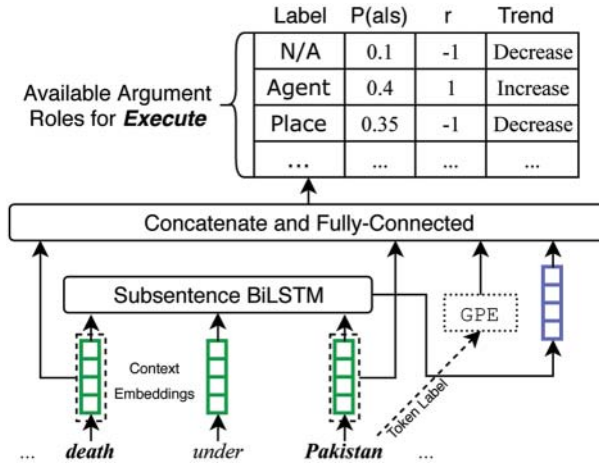 Label P(a|s) r Trend
N/A 0.1 -1 Decrease
Available Argument Roles for Execute
Agent 0.4 1 Increase
Place 0.35 -1 Decrease
... ... ... ...
Concatenate and Fully-Connected
Subsentence BiLSTM
GPE
Context
Embeddings
Token Label
... death under Pakistan ...